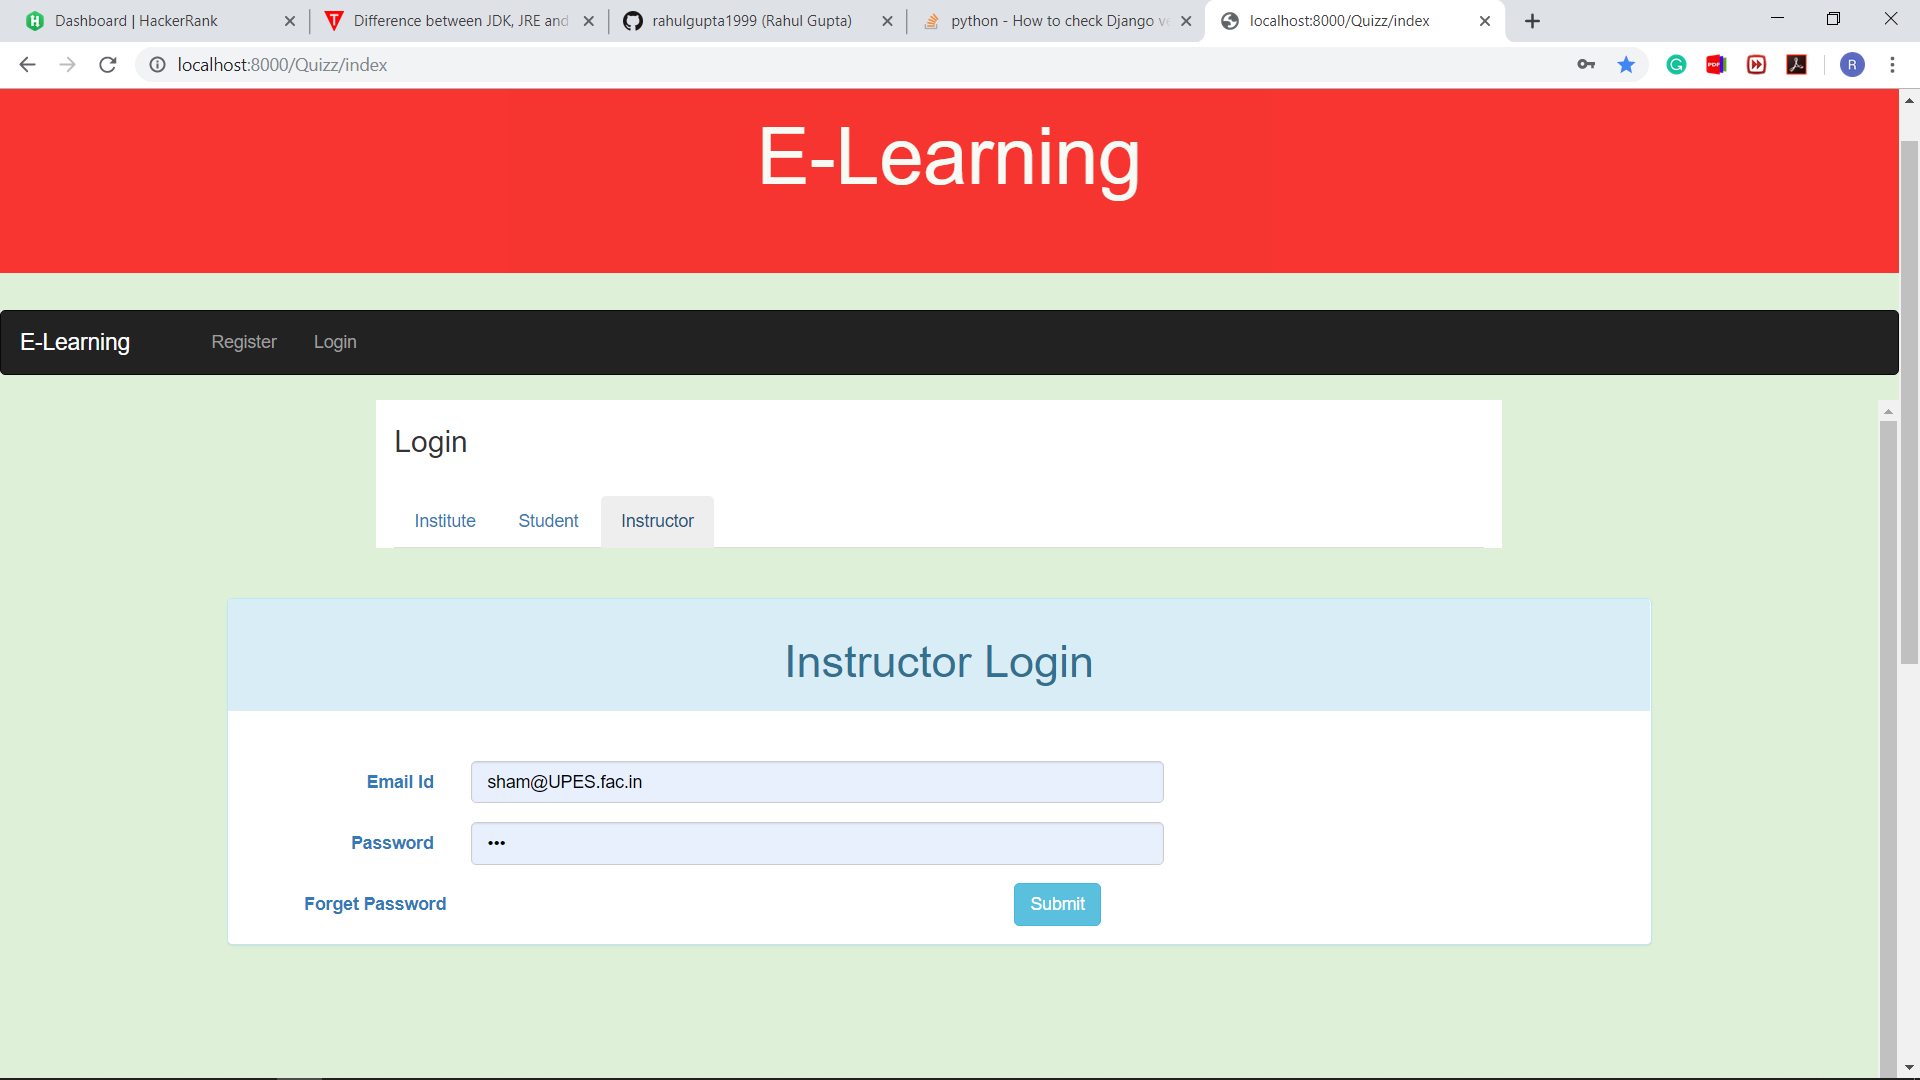 Dashboard | HackerRank
Difference between JDK, JRE and
rahulgupta1999 (Rahul Gupta)
python - How to check Django ve
localhost:8000/Quizz/index
localhost:8000/Quizz/index
PDF
R
E-Learning
E-Learning Register Login
Login
Institute Student Instructor
Instructor Login
Email Id sham@UPES.fac.in
Password •••
Forget Password Submit